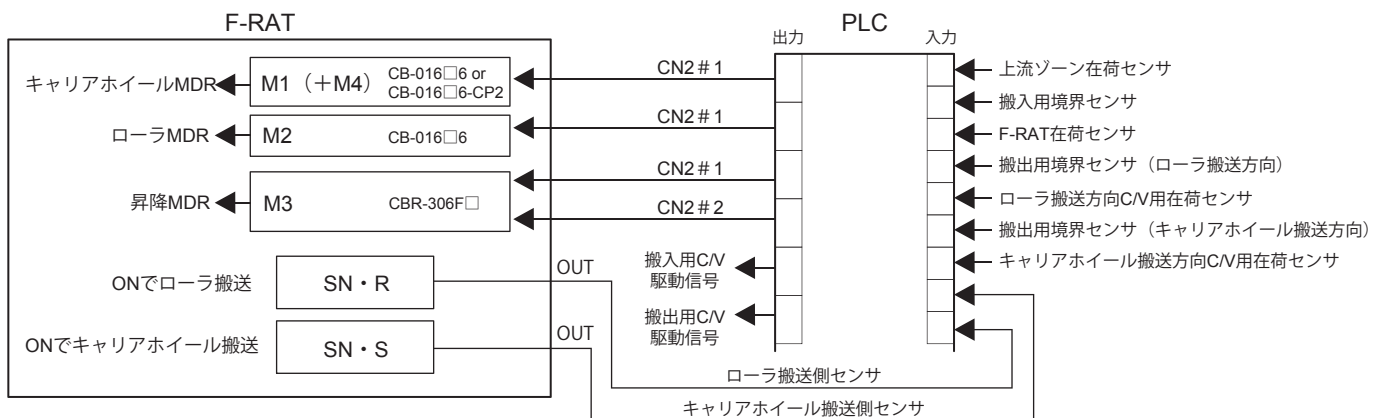 F-RAT
PLC
出力
入力
キャリアホイールMDR
M1（＋M4）
CB-016□6 or
CB-016□6-CP2
CN2＃1
上流ゾーン在荷センサ
搬入用境界センサ
ローラMDR
M2
CB-016□6
CN2＃1
F-RAT在荷センサ
搬出用境界センサ（ローラ搬送方向）
昇降MDR
M3
CBR-306F□
CN2＃1
CN2＃2
ローラ搬送方向C/V用在荷センサ
搬出用境界センサ（キャリアホイール搬送方向）
キャリアホイール搬送方向C/V用在荷センサ
搬入用C/V
駆動信号
搬出用C/V
駆動信号
ONでローラ搬送
SN・R
OUT
ONでキャリアホイール搬送
SN・S
OUT
ローラ搬送側センサ
キャリアホイール搬送側センサ